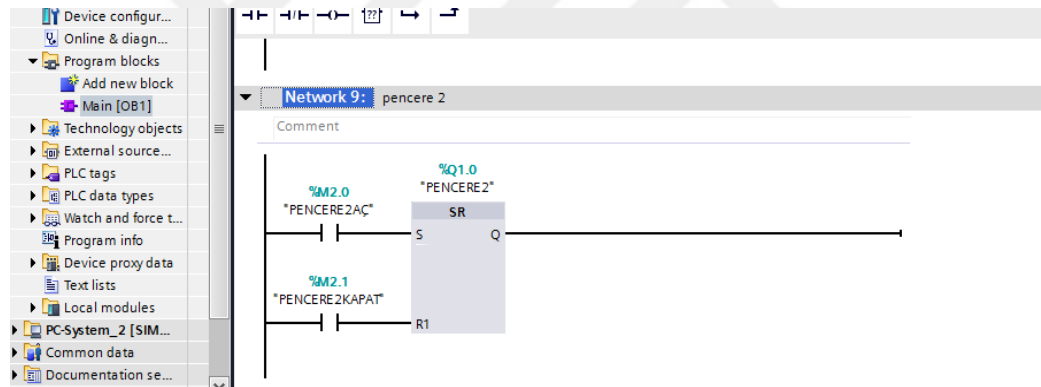 Device configur...
Online & diagn...
Program blocks
Add new block
Main [OB1]
Technology objects
External source...
PLC tags
PLC data types
Watch and force t...
Program info
Device proxy data
Text lists
Local modules
PC-System_2 [SIM...
Common data
Documentation se...
??
Network 9: pencere 2
Comment
%Q1.0
"PENCERE2"
%M2.0
"PENCERE2AÇ"
SR
S Q
%M2.1
"PENCERE2KAPAT"
R1